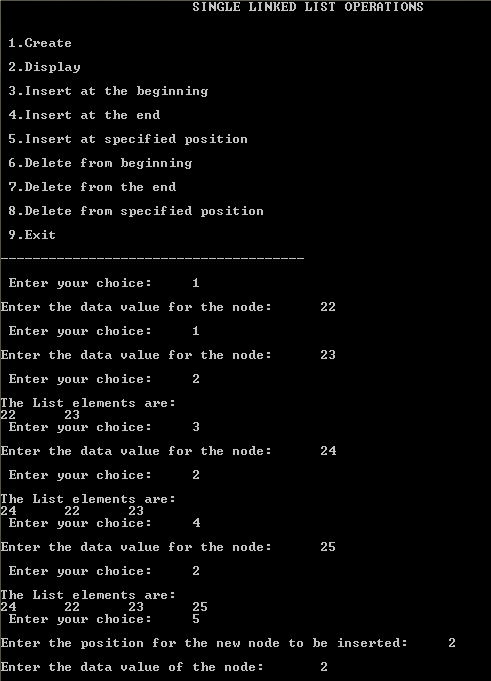 SINGLE LINKED LIST OPERATIONS
1.Create
2.Display
3.Insert at the beginning
4.Insert at the end
5.Insert at specified position
6.Delete from beginning
7.Delete from the end
8.Delete from specified position
9.Exit
--------------------------------------
Enter your choice: 1
Enter the data value for the node: 22
Enter your choice: 1
Enter the data value for the node: 23
Enter your choice: 2
The List elements are:
22 23
Enter your choice: 3
Enter the data value for the node: 24
Enter your choice: 2
The List elements are:
24 22 23
Enter your choice: 4
Enter the data value for the node: 25
Enter your choice: 2
The List elements are:
24 22 23 25
Enter your choice: 5
Enter the position for the new node to be inserted: 2
Enter the data value of the node: 2